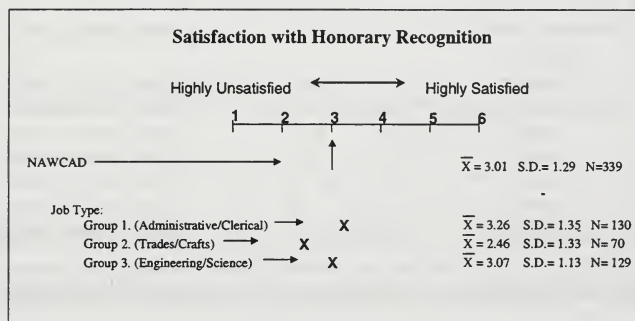 Satisfaction with Honorary Recognition
Highly Unsatisfied Highly Satisfied
1 2 3 4 5 6
NAWCAD X = 3.01 S.D.= 1.29 N=339
Job Type:
Group 1. (Administrative/Clerical) X X = 3.26 S.D.= 1.35 N= 130
Group 2. (Trades/Crafts) X X = 2.46 S.D.= 1.33 N= 70
Group 3. (Engineering/Science) X X = 3.07 S.D.= 1.13 N= 129